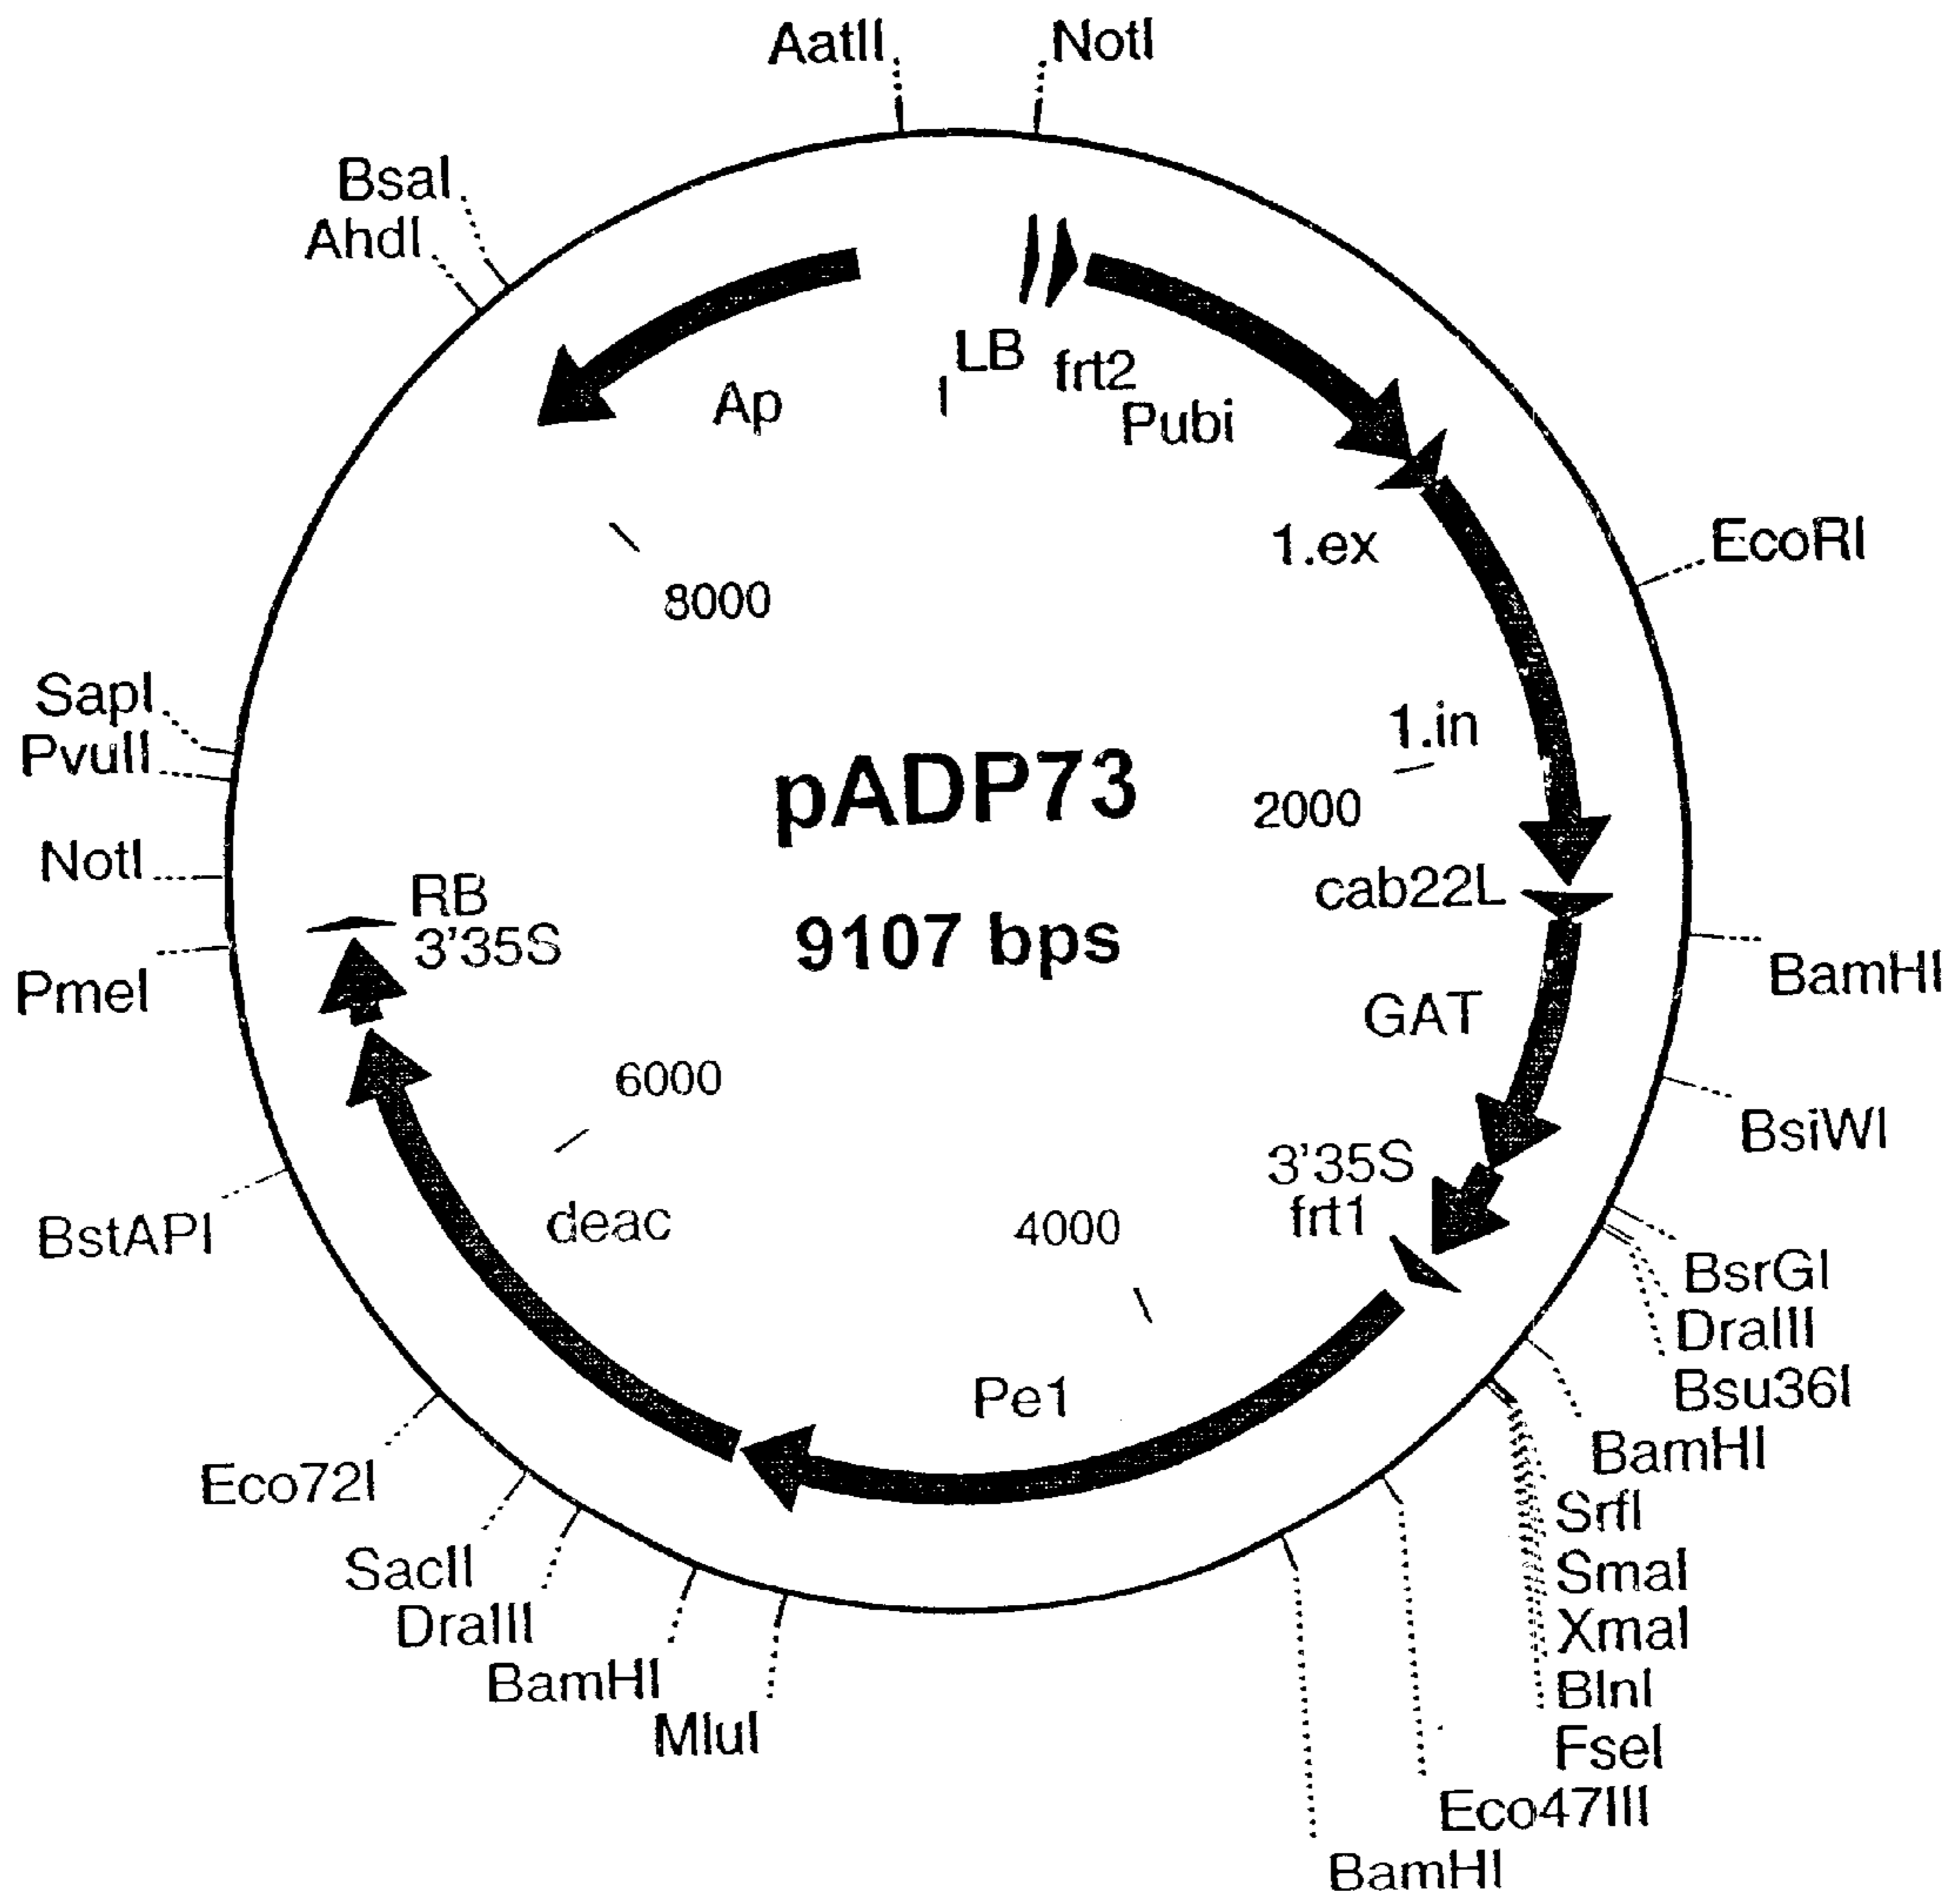 AatII
NotI
BsaI
AhdI
LB
frt2
I
Ap
Pubi
1.ex
EcoRI
8000
SapI
PvuII
1.in
pADP73
2000
NotI
RB
cab22L
3'35S
9107 bps
BamHI
PmeI
GAT
6000
BsiWI
3'35S
frt1
4000
deac
BstAPI
BsrGI
DraIII
Bsu36I
Pe1
BamHI
Eco72I
SrfI
SacII
SmaI
DraIII
XmaI
BamHI
BlnI
MluI
FseI
Eco47III
BamHI